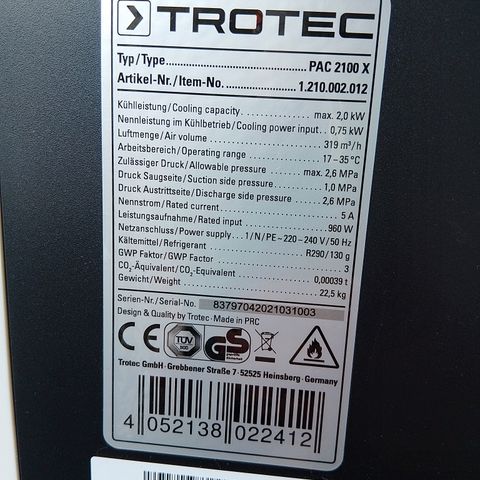 TROTEC
Typ/Type PAC 2100 X
Artikel-Nr./Item-No. 1.210.002.012
Kühlleistung/Cooling capacity max. 2,0 kW
Nennleistung im Kühlbetrieb/Cooling power input 0,75 kW
Luftmenge/Air volume 319 m³/h
Arbeitsbereich/Operating range 17–35°C
Zulässiger Druck/Allowable pressure max. 2,6 MPa
Druck Saugseite/Suction side pressure 1,0 MPa
Druck Austrittseite/Discharge side pressure 2,6 MPa
Nennstrom/Rated current 5 A
Leistungsaufnahme/Rated input 960 W
Netzanschluss/Power supply 1/N/PE~220-240 V/50 Hz
Kältemittel/Refrigerant R290/130 g
GWP Faktor/GWP Factor 3
CO₂-Äquivalent/CO₂-Equivalent 0,00039 t
Gewicht/Weight 22,5 kg
Serien-Nr./Serial-No. 83797042021031003
Design & Quality by Trotec · Made in PRC
CE TÜV GS
Trotec GmbH · Grebbener Straße 7 · 52525 Heinsberg · Germany
4 052138 022412